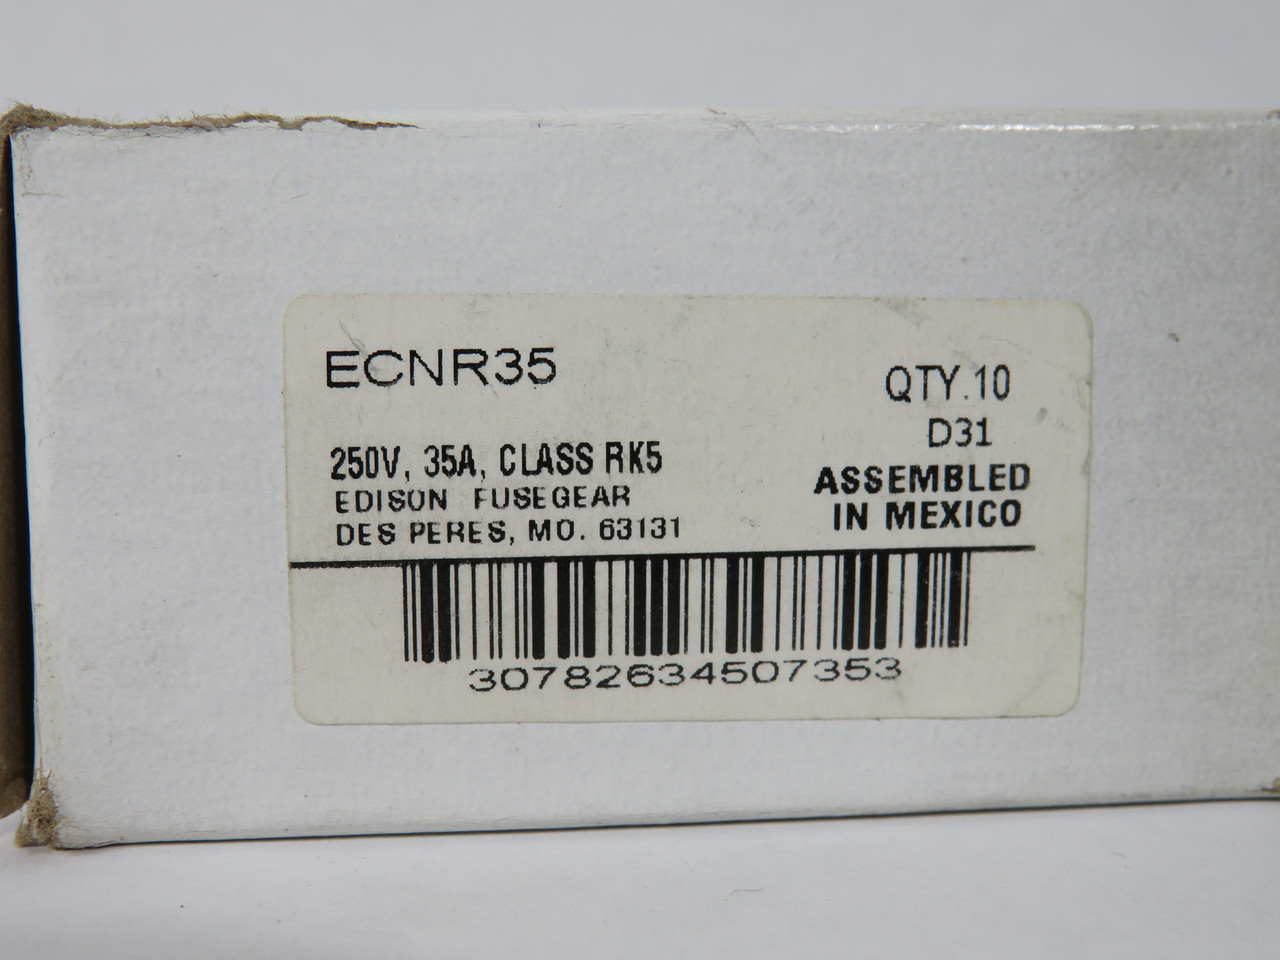 ECNR35
QTY.10
D31
250V, 35A, CLASS RK5
EDISON FUSEGEAR
DES PERES, MO. 63131
ASSEMBLED
IN MEXICO
30782634507353